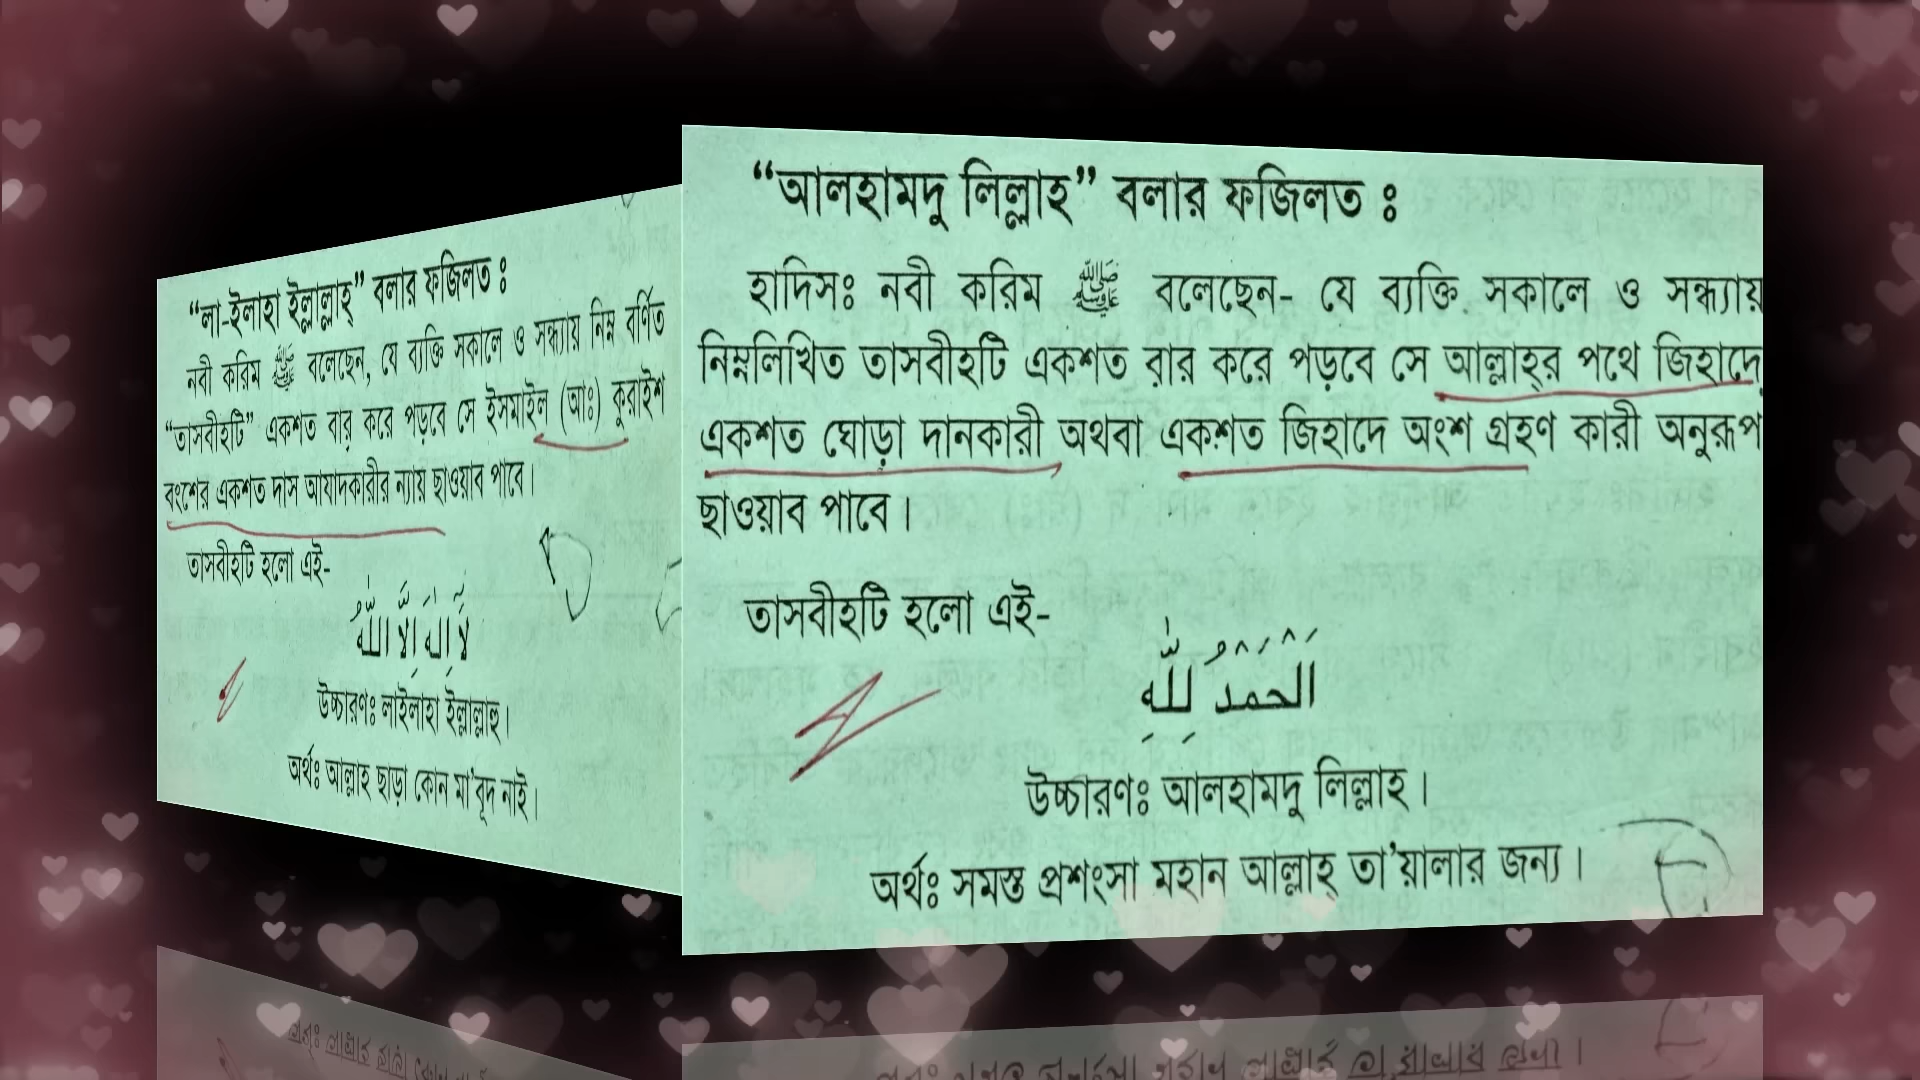 “লা-ইলাহা ইল্লাল্লাহ্” বলার ফজিলত ঃ
নবী করিম ﷺ বলেছেন, যে ব্যক্তি সকালে ও সন্ধ্যায় নিম্ন বর্ণিত
“তাসবীহটি” একশত বার করে পড়বে সে ইসমাইল (আঃ) কুরাইশ
বংশের একশত দাস আযাদকারীর ন্যায় ছাওয়াব পাবে।
তাসবীহটি হলো এই-
لَا إِلٰهَ إِلَّا اللّٰهُ
উচ্চারণঃ লাইলাহা ইল্লাল্লাহু।
অর্থঃ আল্লাহ ছাড়া কোন মা'বূদ নাই।
“আলহামদু লিল্লাহ” বলার ফজিলত ঃ
হাদিসঃ নবী করিম ﷺ বলেছেন- যে ব্যক্তি সকালে ও সন্ধ্যায়
নিম্নলিখিত তাসবীহটি একশত বার করে পড়বে সে আল্লাহ্‌র পথে জিহাদে
একশত ঘোড়া দানকারী অথবা একশত জিহাদে অংশ গ্রহণ কারী অনুরূপ
ছাওয়াব পাবে।
তাসবীহটি হলো এই-
اَلْحَمْدُ لِلّٰهِ
উচ্চারণঃ আলহামদু লিল্লাহ।
অর্থঃ সমস্ত প্রশংসা মহান আল্লাহ্ তা’য়ালার জন্য।